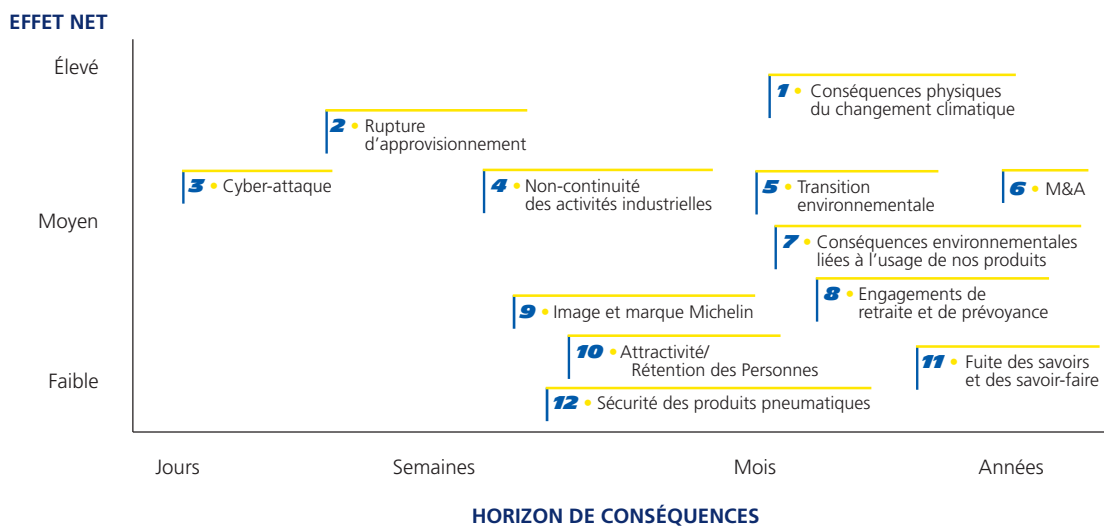 EFFET NET
Élevé
1 • Conséquences physiques
du changement climatique
2 • Rupture
d’approvisionnement
3 • Cyber-attaque
4 • Non-continuité
des activités industrielles
5 • Transition
environnementale
6 • M&A
Moyen
7 • Conséquences environnementales
liées à l’usage de nos produits
8 • Engagements de
retraite et de prévoyance
9 • Image et marque Michelin
10 • Attractivité/
Rétention des Personnes
11 • Fuite des savoirs
et des savoir-faire
Faible
12 • Sécurité des produits pneumatiques
Jours
Semaines
Mois
Années
HORIZON DE CONSÉQUENCES